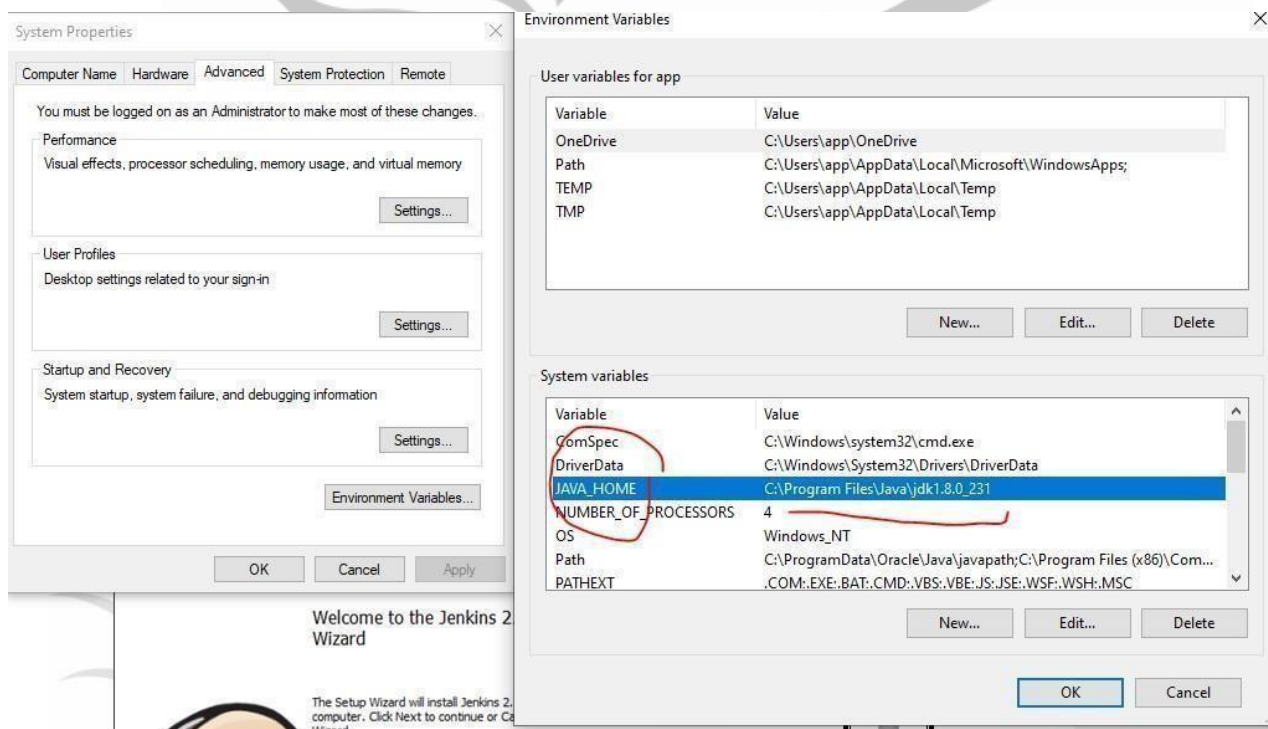 System Properties
Computer Name Hardware Advanced System Protection Remote
You must be logged on as an Administrator to make most of these changes.
Performance
Visual effects, processor scheduling, memory usage, and virtual memory
Settings...
User Profiles
Desktop settings related to your sign-in
Settings...
Startup and Recovery
System startup, system failure, and debugging information
Settings...
Environment Variables...
OK Cancel Apply
Welcome to the Jenkins 2
Wizard
The Setup Wizard will install Jenkins 2.
computer. Click Next to continue or Ca
Environment Variables
User variables for app
Variable Value
OneDrive C:\Users\app\OneDrive
Path C:\Users\app\AppData\Local\Microsoft\WindowsApps;
TEMP C:\Users\app\AppData\Local\Temp
TMP C:\Users\app\AppData\Local\Temp
New... Edit... Delete
System variables
Variable Value
ComSpec C:\Windows\system32\cmd.exe
DriverData C:\Windows\System32\Drivers\DriverData
JAVA_HOME C:\Program Files\Java\jdk1.8.0_231
NUMBER_OF_PROCESSORS 4
OS Windows_NT
Path C:\ProgramData\Oracle\Java\javapath;C:\Program Files (x86)\Com...
PATHEXT .COM;.EXE;.BAT;.CMD;.VBS;.VBE;.JS;.JSE;.WSF;.WSH;.MSC
New... Edit... Delete
OK Cancel